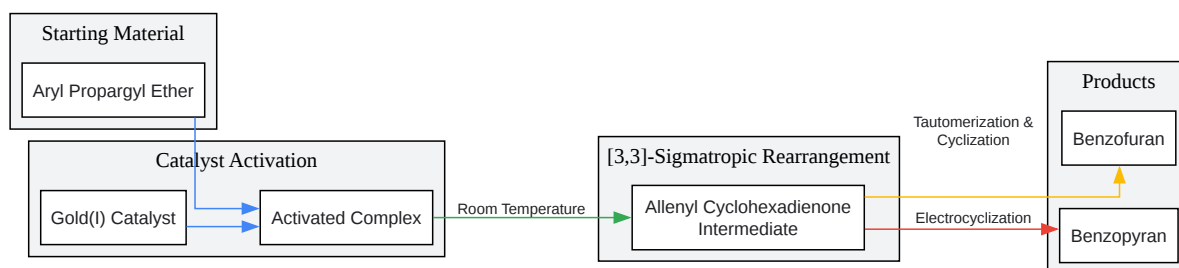 Starting Material
Aryl Propargyl Ether
Catalyst Activation
Gold(I) Catalyst
Activated Complex
Room Temperature
[3,3]-Sigmatropic Rearrangement
Allenyl Cyclohexadienone
Intermediate
Tautomerization &
Cyclization
Electrocyclization
Products
Benzofuran
Benzopyran